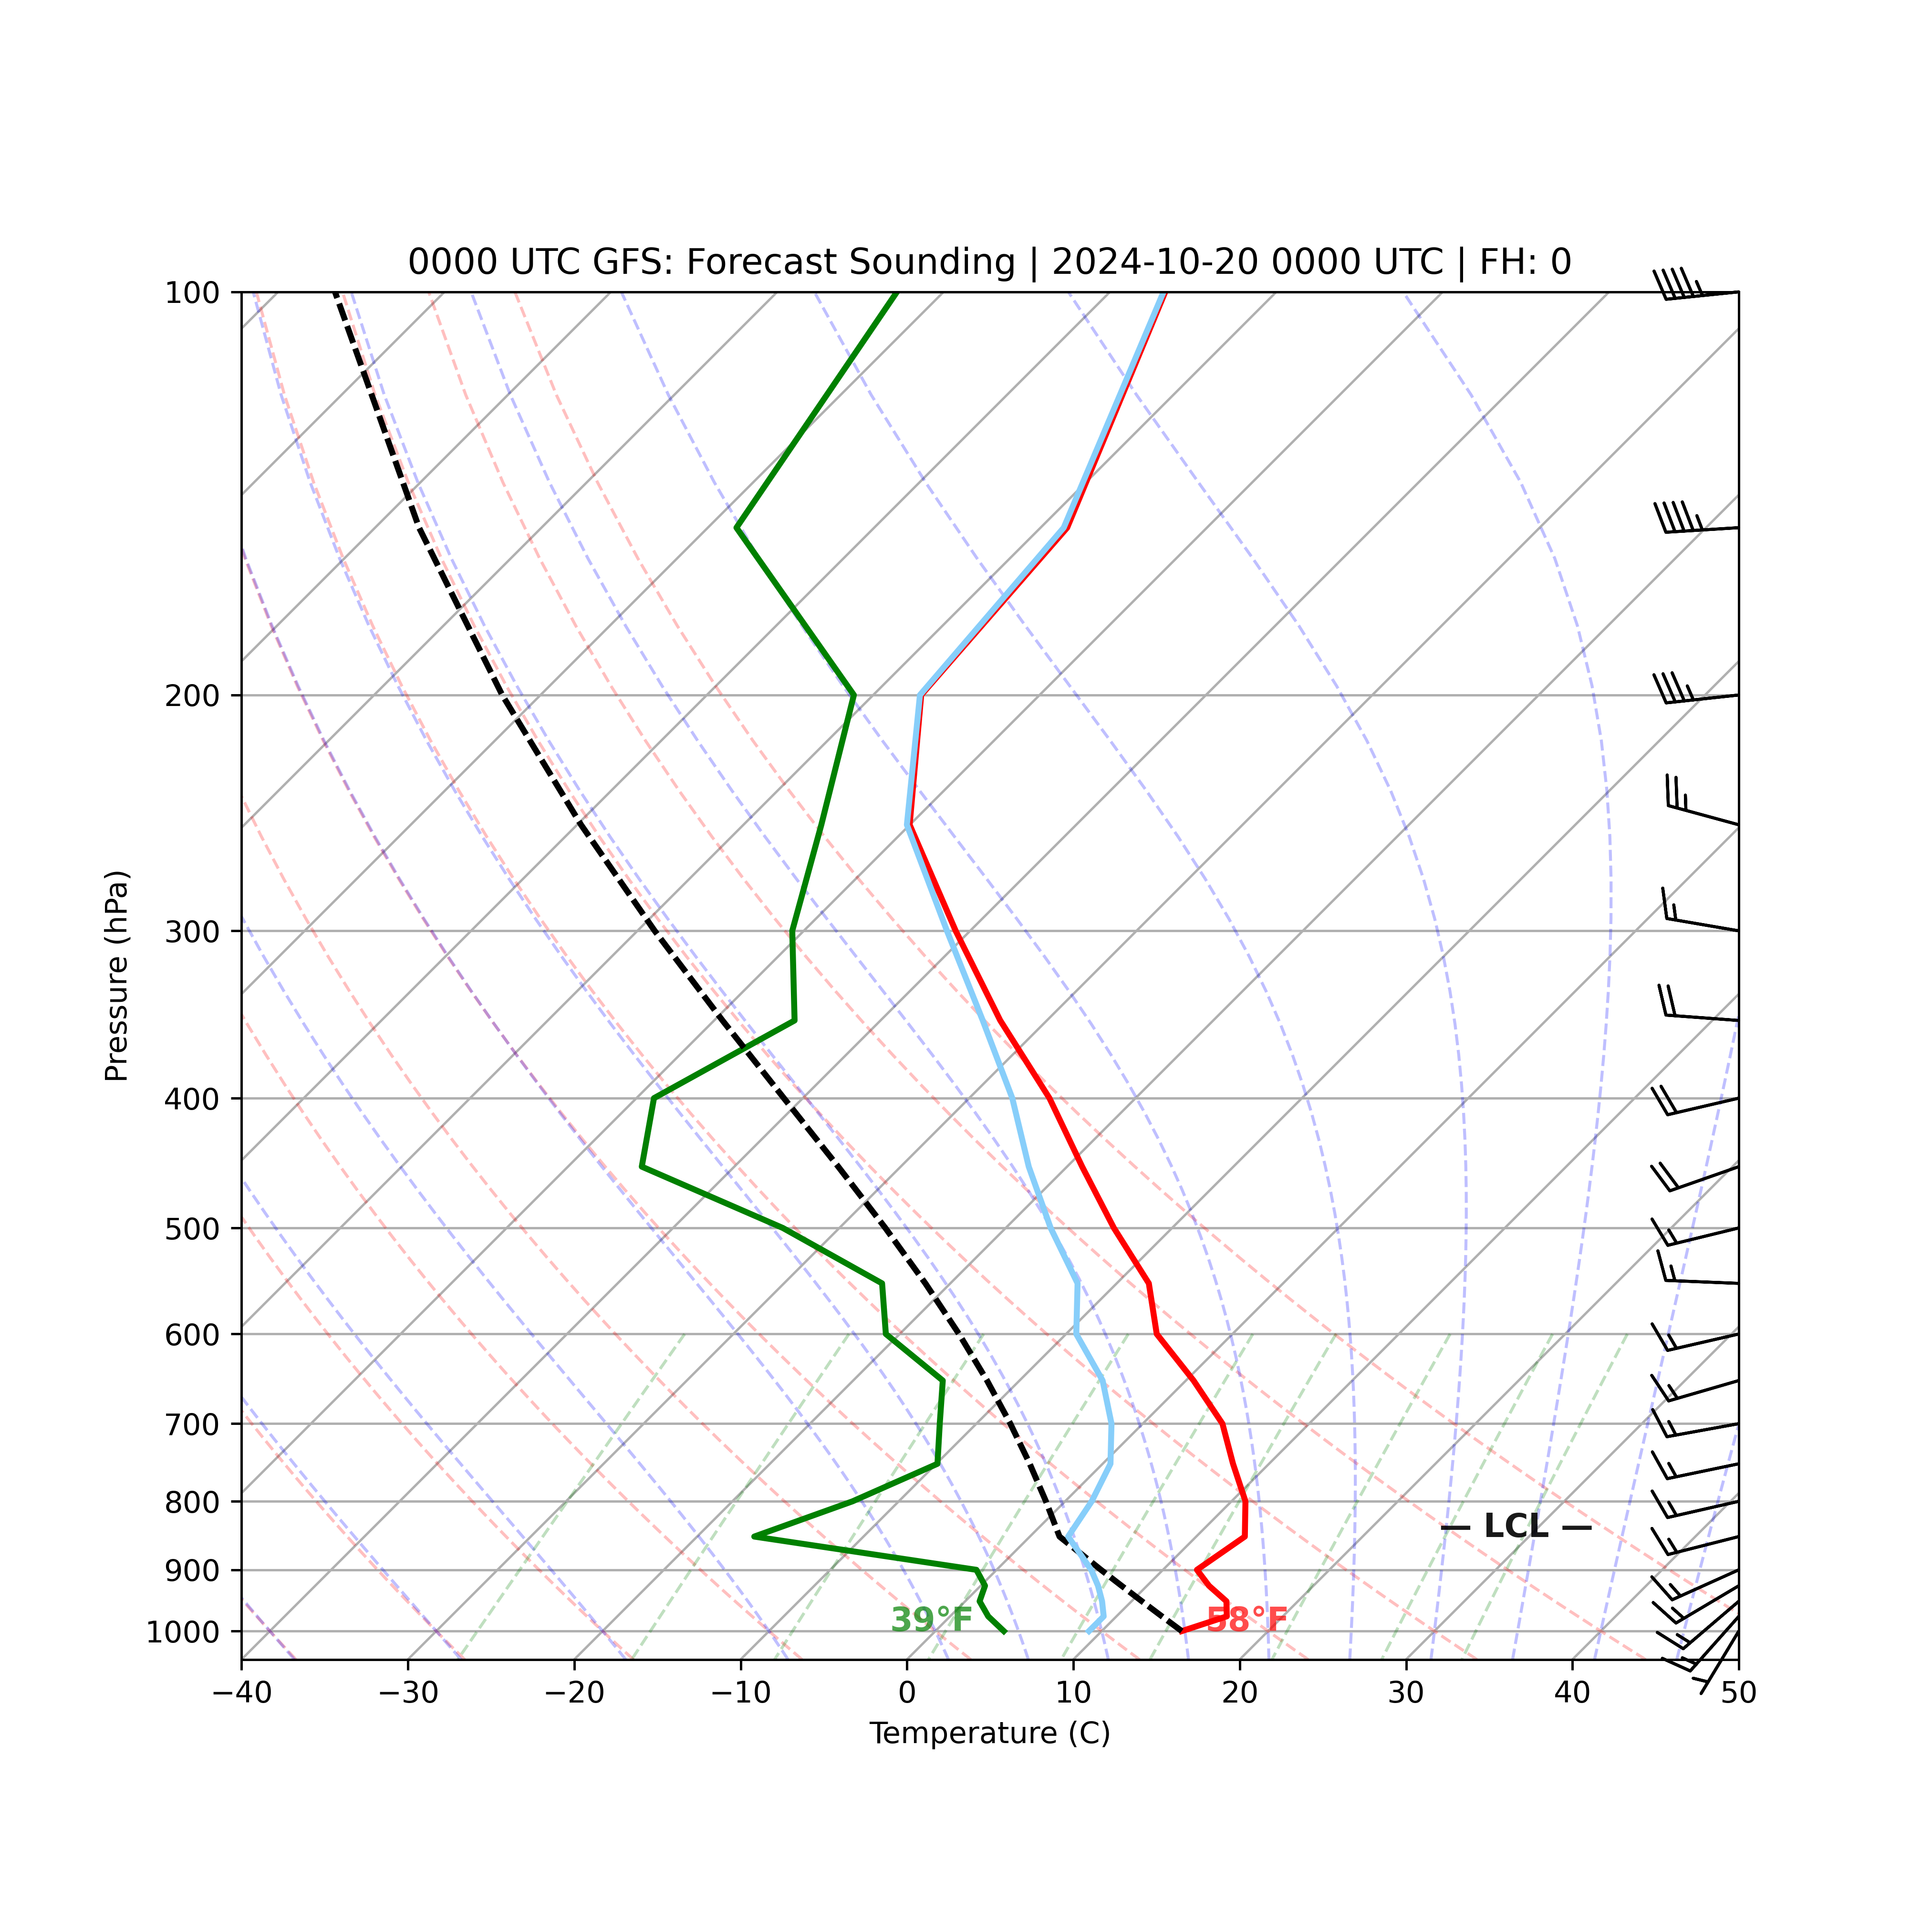 0000 UTC GFS: Forecast Sounding | 2024-10-20 0000 UTC | FH: 0
100
200
300
400
500
600
700
800
900
1000
Pressure (hPa)
— LCL —
39°F
58°F
−40 −30 −20 −10 0 10 20 30 40 50
Temperature (C)